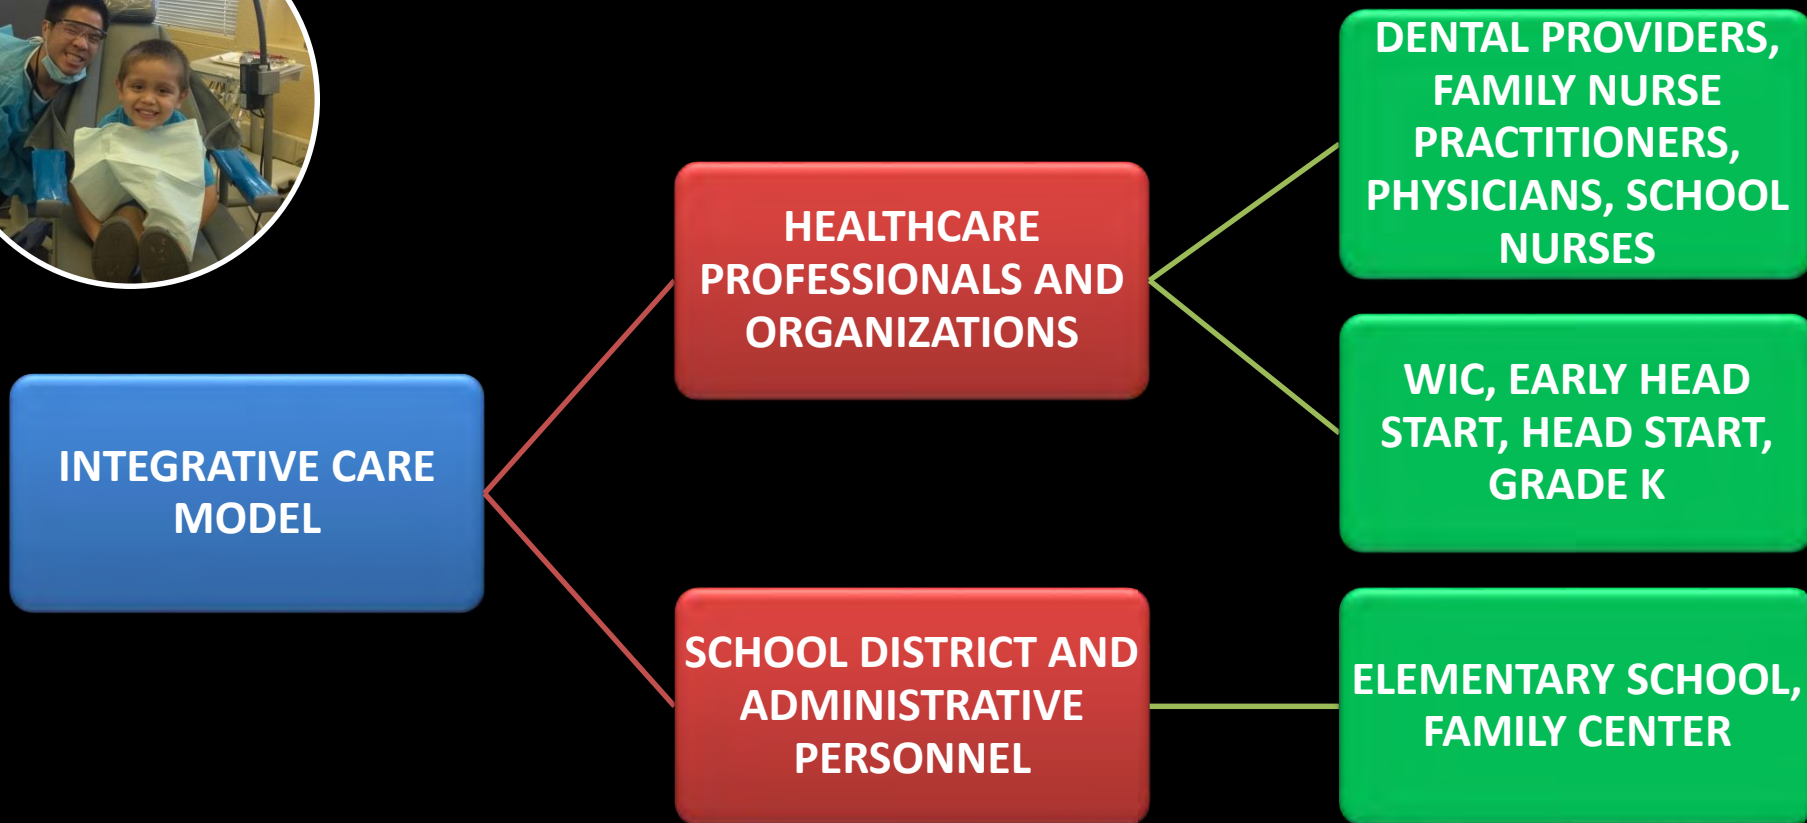 INTEGRATIVE CARE
MODEL
HEALTHCARE
PROFESSIONALS AND
ORGANIZATIONS
DENTAL PROVIDERS,
FAMILY NURSE
PRACTITIONERS,
PHYSICIANS, SCHOOL
NURSES
WIC, EARLY HEAD
START, HEAD START,
GRADE K
SCHOOL DISTRICT AND
ADMINISTRATIVE
PERSONNEL
ELEMENTARY SCHOOL,
FAMILY CENTER